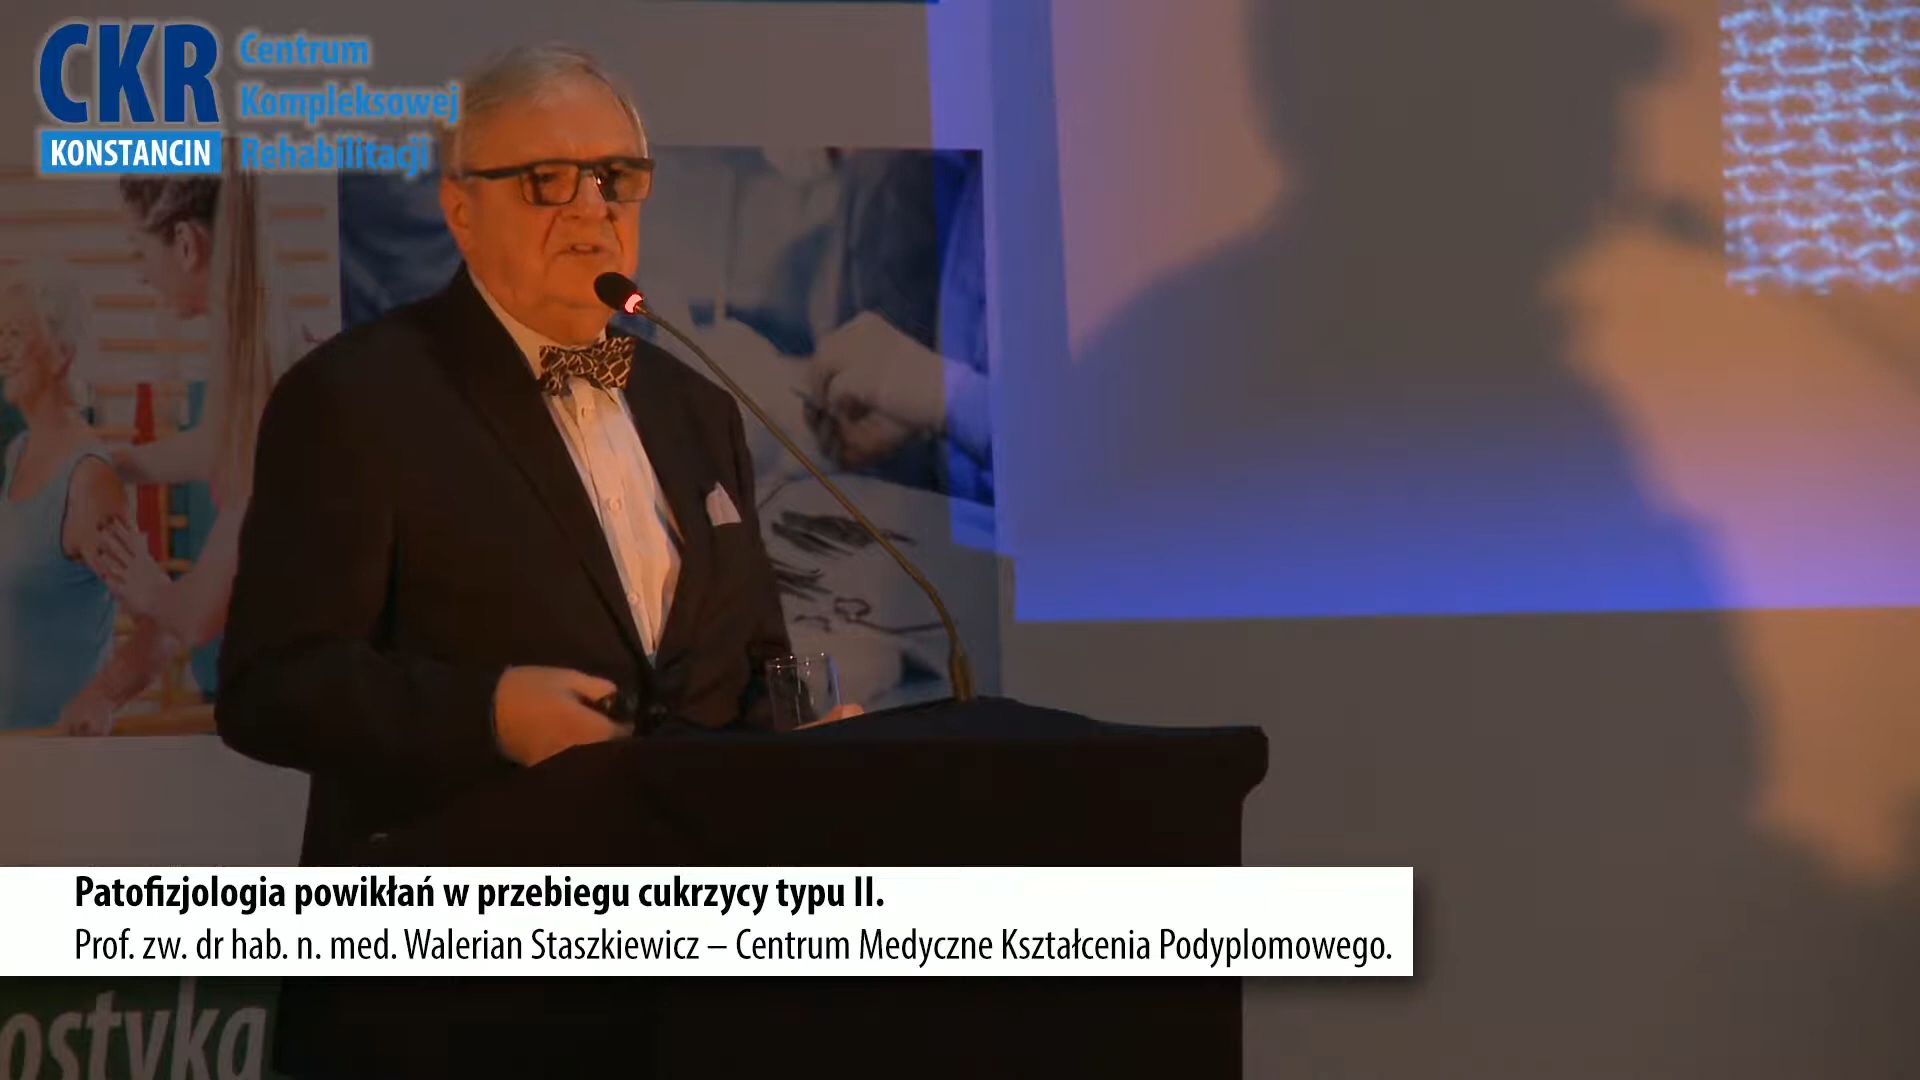 CKR
KONSTANCIN
Centrum
Kompleksowej
Rehabilitacji
Patofizjologia powikłań w przebiegu cukrzycy typu II.
Prof. zw. dr hab. n. med. Walerian Staszkiewicz – Centrum Medyczne Kształcenia Podyplomowego.
ostyka